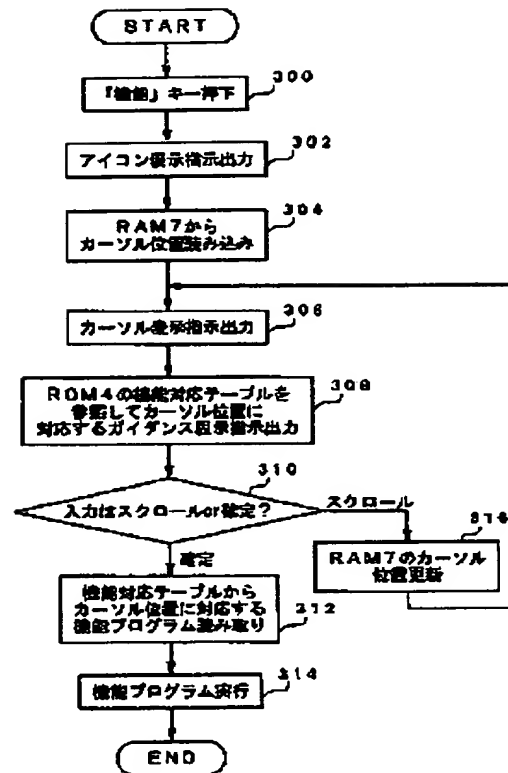 START
300
「機能」キー押下
302
アイコン表示指示出力
304
RAM7から
カーソル位置読み込み
306
カーソル表示指示出力
308
ROM4の機能対応テーブルを
参照してカーソル位置に
対応するガイダンス表示指示出力
310
入力はスクロールor確定？
スクロール
316
RAM7のカーソル
位置更新
確定
312
機能対応テーブルから
カーソル位置に対応する
機能プログラム読み取り
314
機能プログラム実行
END